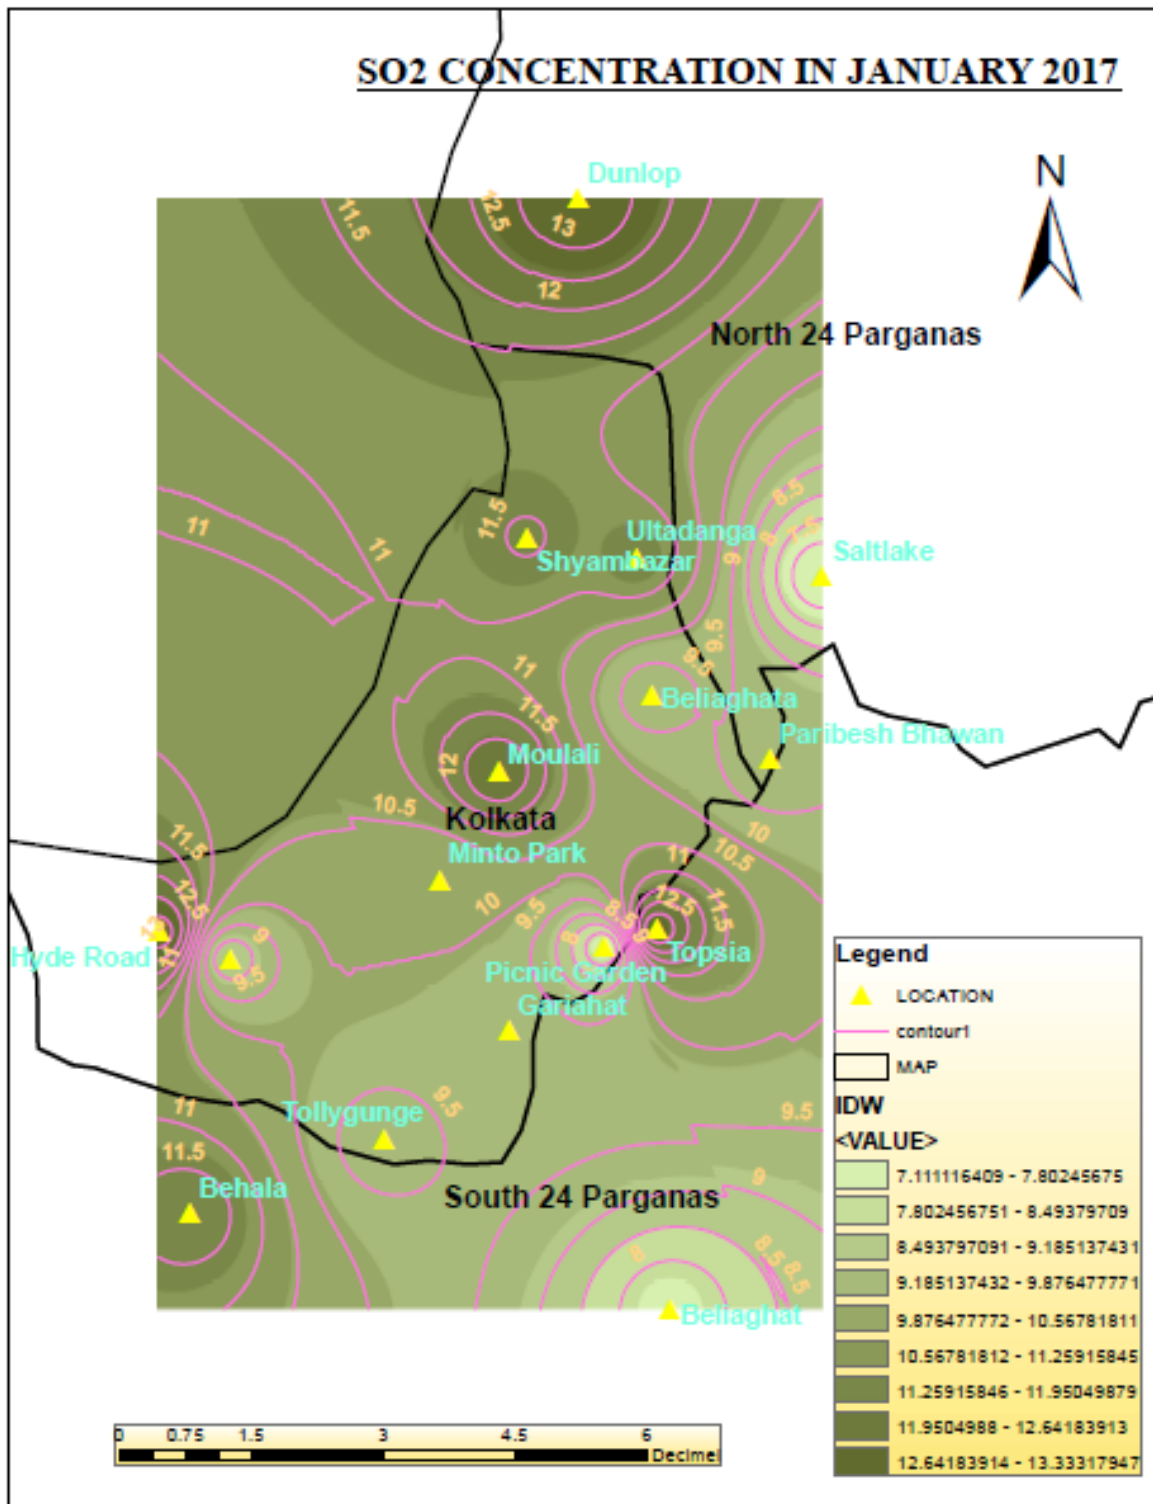 SO2 CONCENTRATION IN JANUARY 2017
N
Dunlop
11.5
12.5
13
12
North 24 Parganas
8.5
11
11
11.5
Ultadanga
8
7.5
9
Saltlake
Shyambazar
9.5
9.5
11
Beliaghata
11.5
Paribesh Bhawan
12
Moulali
10.5
Kolkata
10
11.5
Minto Park
11
10.5
12.5
10
9.5
8.5
12.5
11.5
13
11
9
8
9
Hyde Road
9.5
Topsia
Picnic Garden
Gariahat
11
9.5
9.5
Tollygunge
11.5
9
Behala
South 24 Parganas
8
8.5
8.5
Beliaghat
Legend
LOCATION
contour1
MAP
IDW
<VALUE>
7.111116409 - 7.80245675
7.802456751 - 8.49379709
8.493797091 - 9.185137431
9.185137432 - 9.876477771
9.876477772 - 10.56781811
10.56781812 - 11.25915845
11.25915846 - 11.95049879
11.9504988 - 12.64183913
12.64183914 - 13.33317947
0 0.75 1.5 3 4.5 6
Decimel